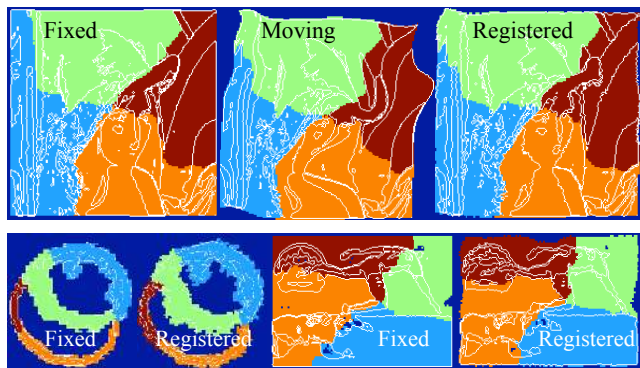 Fixed
Moving
Registered
Fixed
Registered
Fixed
Registered